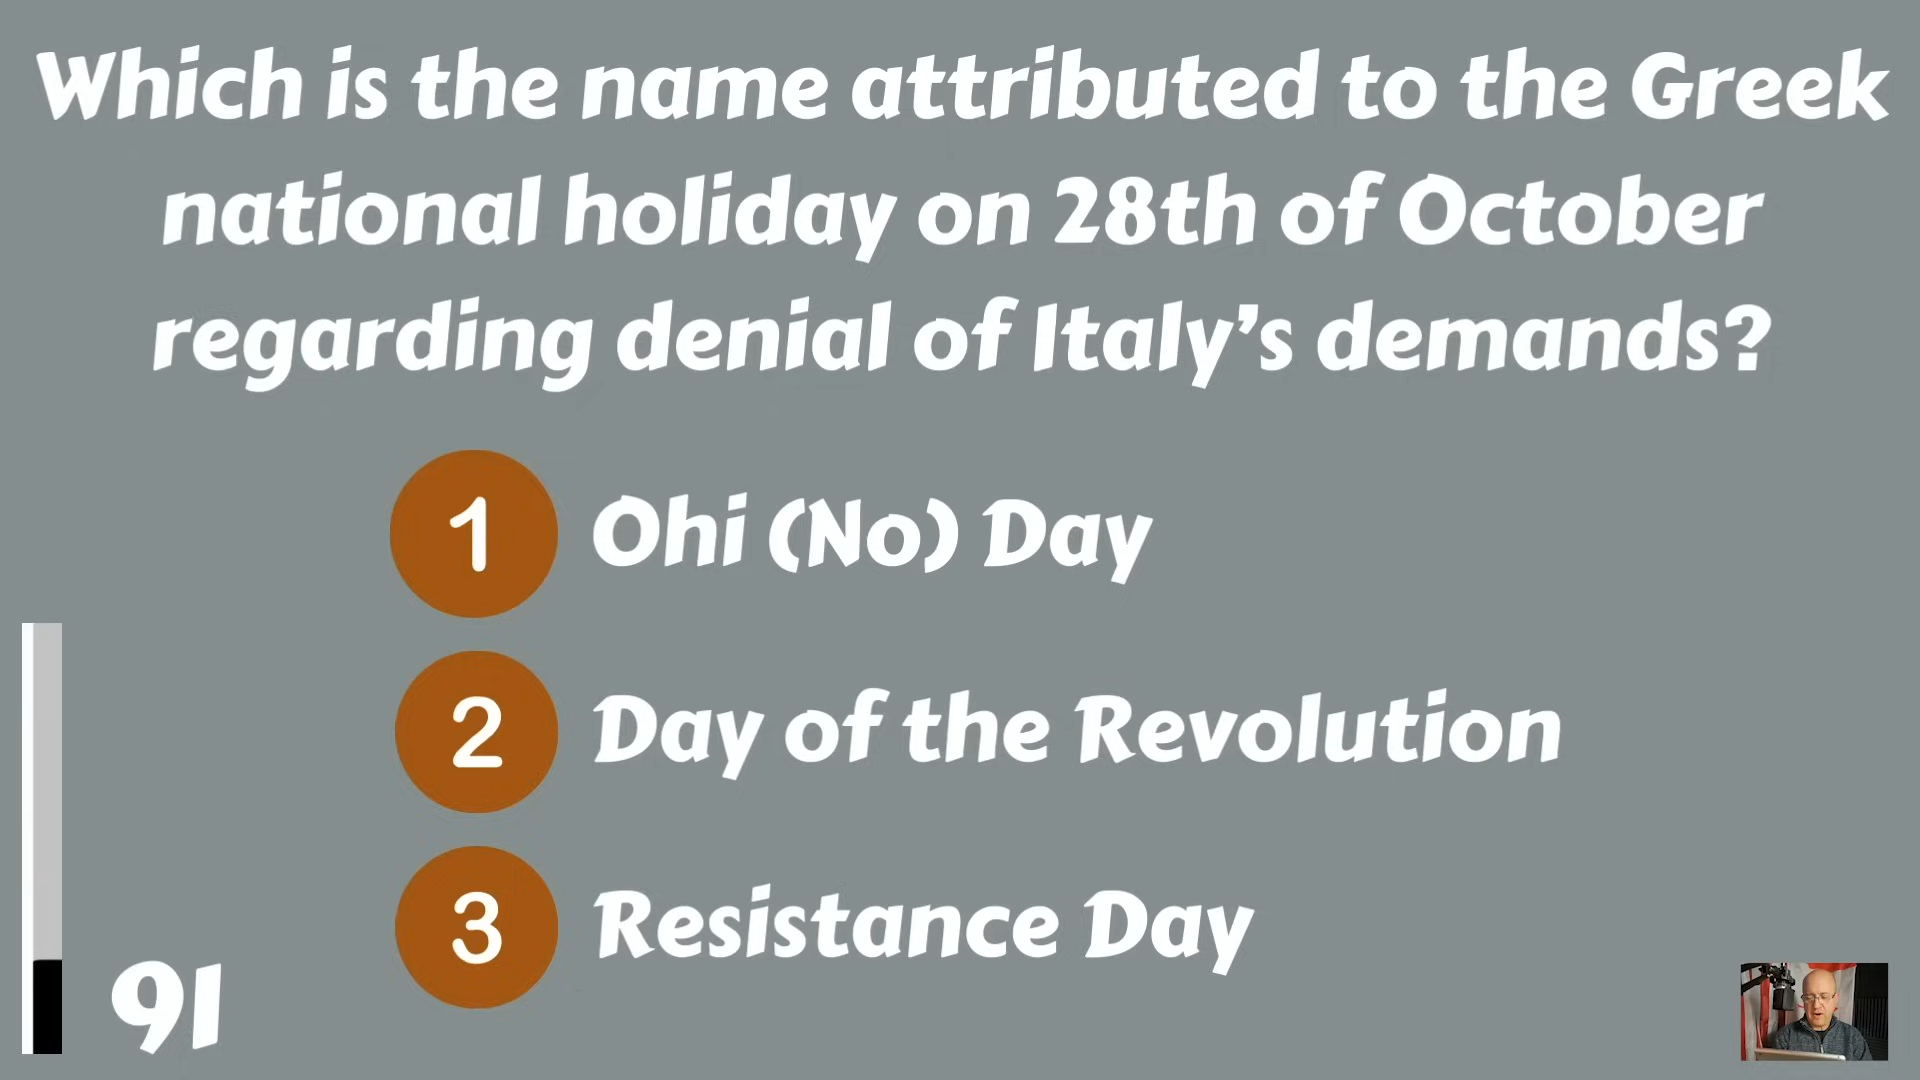 Which is the name attributed to the Greek
national holiday on 28th of October
regarding denial of Italy’s demands?
1 Ohi (No) Day
2 Day of the Revolution
3 Resistance Day
91